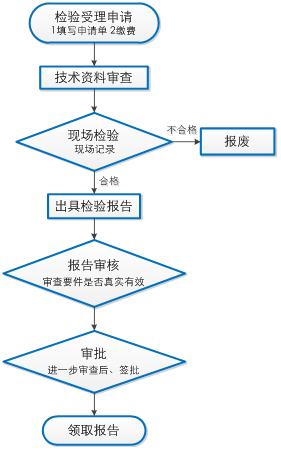 检验受理申请
1填写申请单 2缴费
技术资料审查
现场检验
现场记录
不合格
报废
合格
出具检验报告
报告审核
审查要件是否真实有效
审批
进一步审查后、签批
领取报告